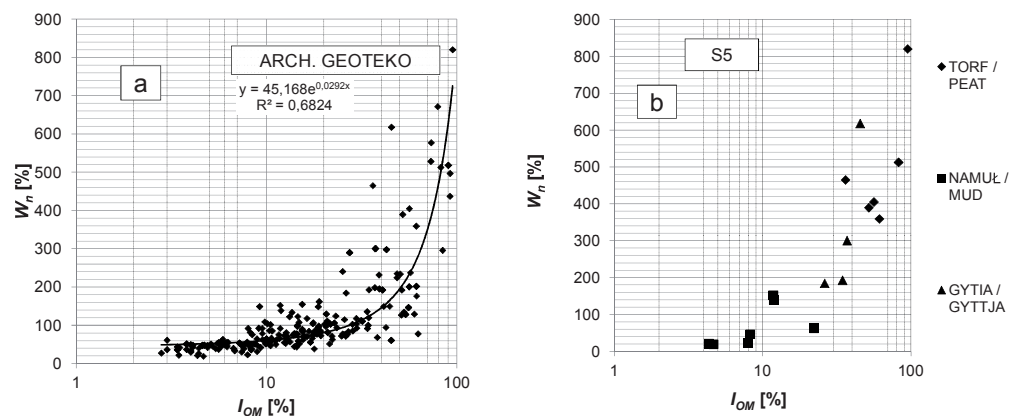 900
800
700
600
500
400
300
200
100
0
1
10
100
W_n [%]
I_OM [%]
a
ARCH. GEOTEKO
y = 45,168e^0,0292x
R² = 0,6824
900
800
700
600
500
400
300
200
100
0
1
10
100
W_n [%]
I_OM [%]
b
S5
TORF /
PEAT
NAMUŁ /
MUD
GYTIA /
GYTTJA